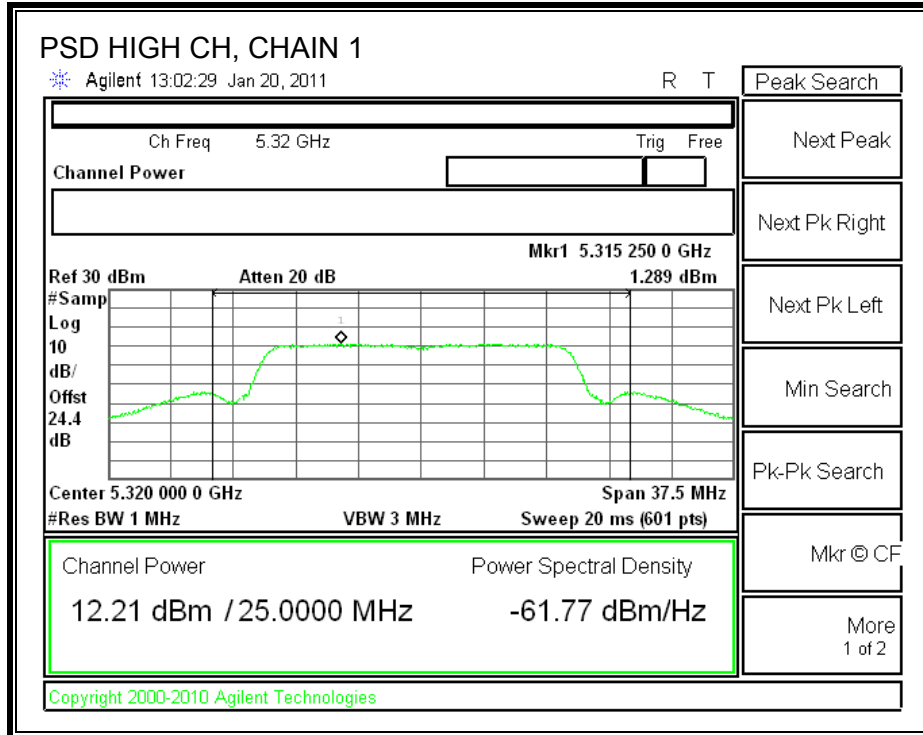 PSD HIGH CH, CHAIN 1
Agilent 13:02:29 Jan 20, 2011 R T
Peak Search
Ch Freq 5.32 GHz Trig Free
Channel Power
Mkr1 5.315 250 0 GHz
Ref 30 dBm Atten 20 dB 1.289 dBm
#Samp
Log
10
dB/
Offst
24.4
dB
1
Center 5.320 000 0 GHz Span 37.5 MHz
#Res BW 1 MHz VBW 3 MHz Sweep 20 ms (601 pts)
Channel Power Power Spectral Density
12.21 dBm / 25.0000 MHz -61.77 dBm/Hz
Copyright 2000-2010 Agilent Technologies
Next Peak
Next Pk Right
Next Pk Left
Min Search
Pk-Pk Search
Mkr © CF
More
1 of 2